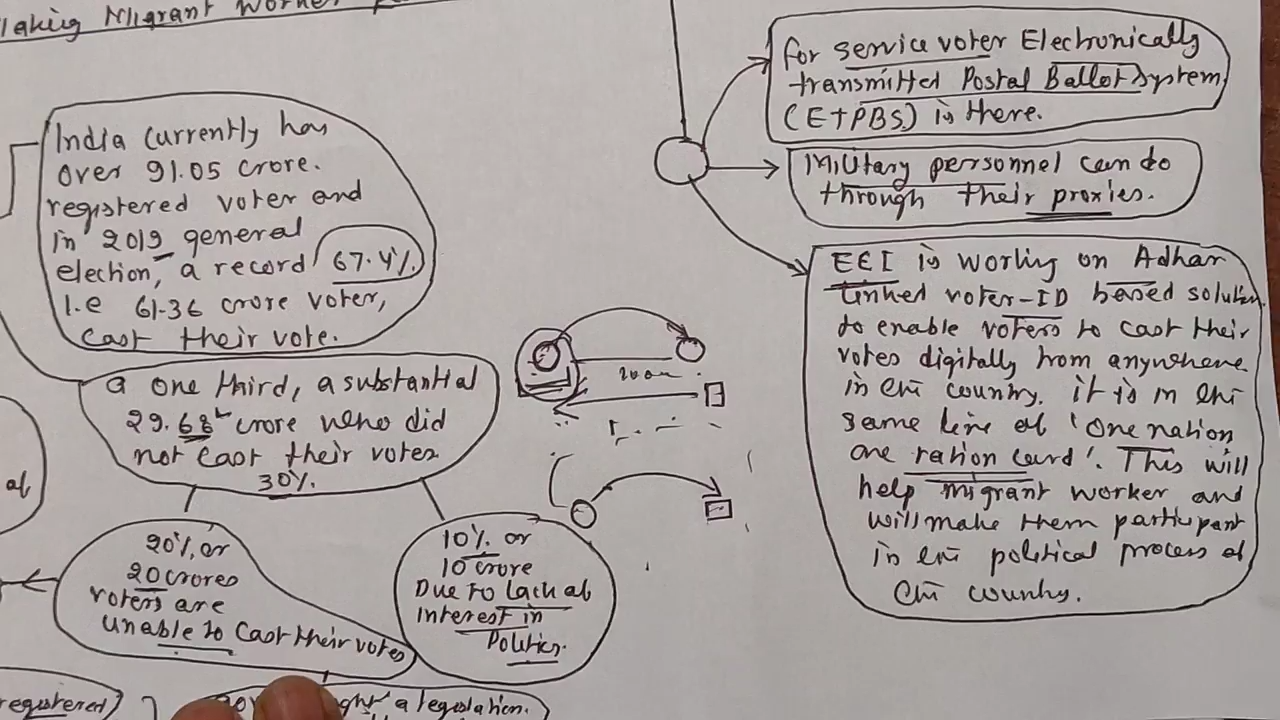 Making Migrant Worker
India currently has
over 91.05 crore.
registered voter and
in 2019 general
election, a record 67.4%.
I.e 61.36 crore voter,
cast their vote.
a one third, a substantial
29.68 crore who did
not cast their votes
30%.
20%, or
20 crores
voters are
unable to cast their votes
10% or
10 crore
Due to lack of
interest in
Politics.
of
registered
a legislation.
for service voter Electronically
transmitted Postal Ballot System
(ETPBS) is there.
Military personnel can do
through their proxies.
EEI is working on Adhar
linked voter-ID based solution
to enable voters to cast their
votes digitally from anywhere
in the country. it is in the
same line of 'One nation
one ration card'. This will
help migrant worker and
will make them participant
in the political process of
the country.